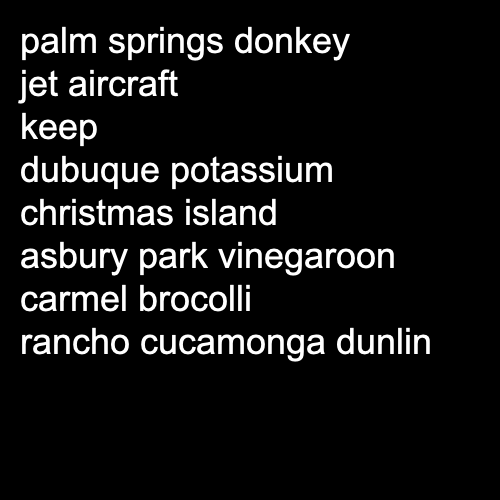 palm springs donkey
jet aircraft
keep
dubuque potassium
christmas island
asbury park vinegaroon
carmel brocolli
rancho cucamonga dunlin